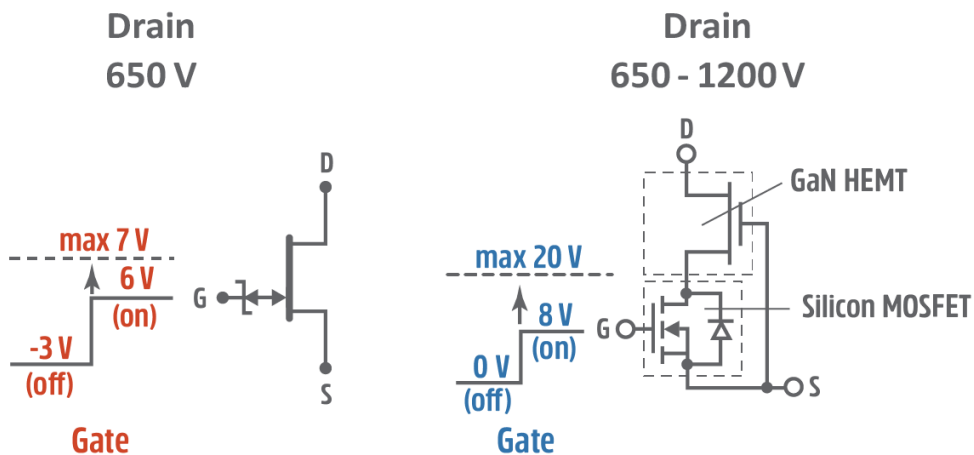 Drain
650 V
D
max 7 V
6 V
(on)
G
-3 V
(off)
S
Gate
Drain
650 - 1200 V
D
GaN HEMT
max 20 V
8 V
(on)
G
Silicon MOSFET
0 V
(off)
S
Gate